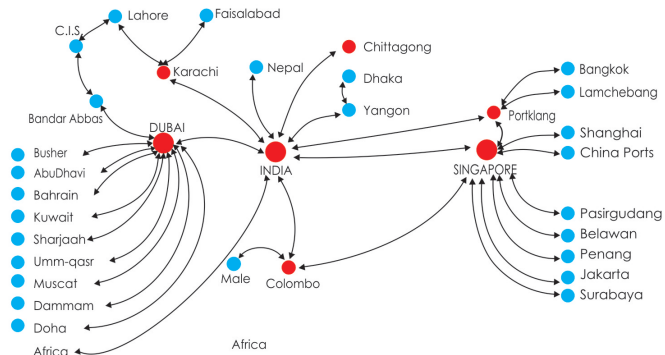 C.I.S.
Lahore
Faisalabad
Karachi
Bandar Abbas
DUBAI
Busher
AbuDhavi
Bahrain
Kuwait
Sharjaah
Umm-qasr
Muscat
Dammam
Doha
Africa
Nepal
Chittagong
Dhaka
Yangon
INDIA
Male
Colombo
Africa
Portklang
SINGAPORE
Bangkok
Lamchebang
Shanghai
China Ports
Pasirgudang
Belawan
Penang
Jakarta
Surabaya